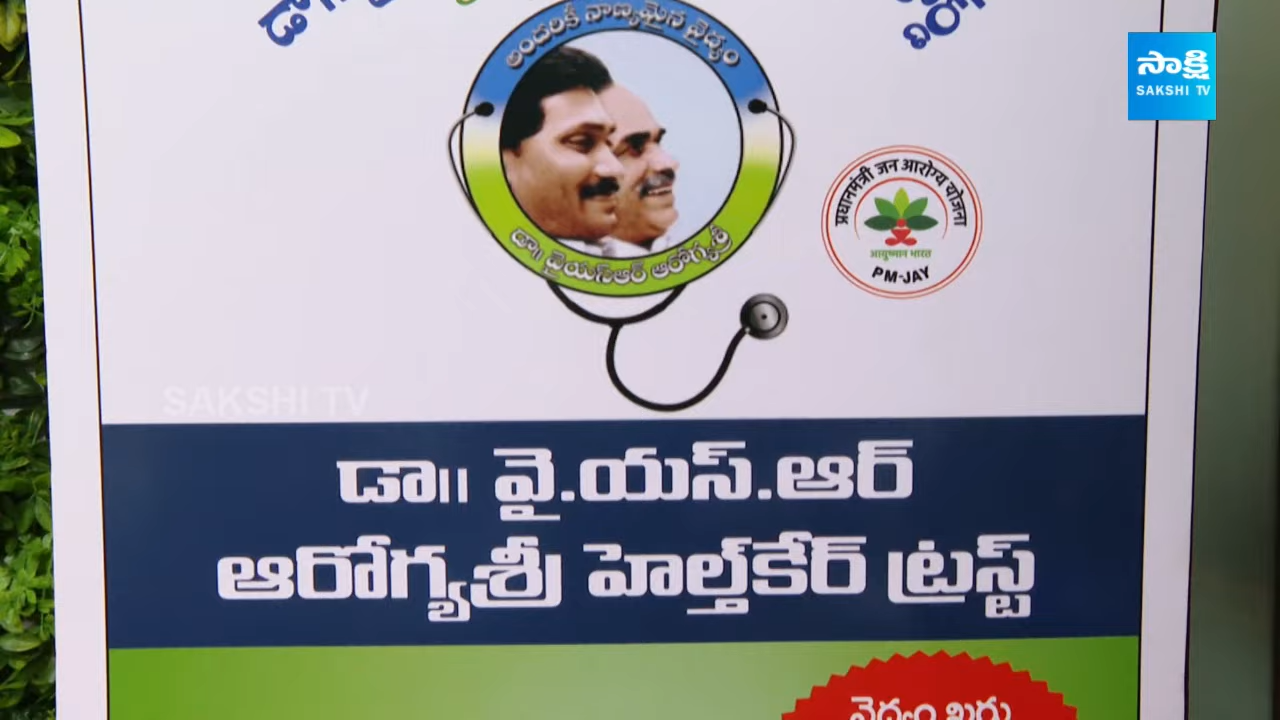 అందరికీ నాణ్యమైన వైద్యం
సాక్షి
SAKSHI TV
प्रधानमंत्री जन आरोग्य योजना
आयुष्मान भारत
PM-JAY
డా॥ వైయస్ఆర్ ఆరోగ్యశ్రీ
SAKSHI TV
డా॥ వై.యస్.ఆర్
ఆరోగ్యశ్రీ హెల్త్‌కేర్ ట్రస్ట్
వైద్యం ఖర్చు